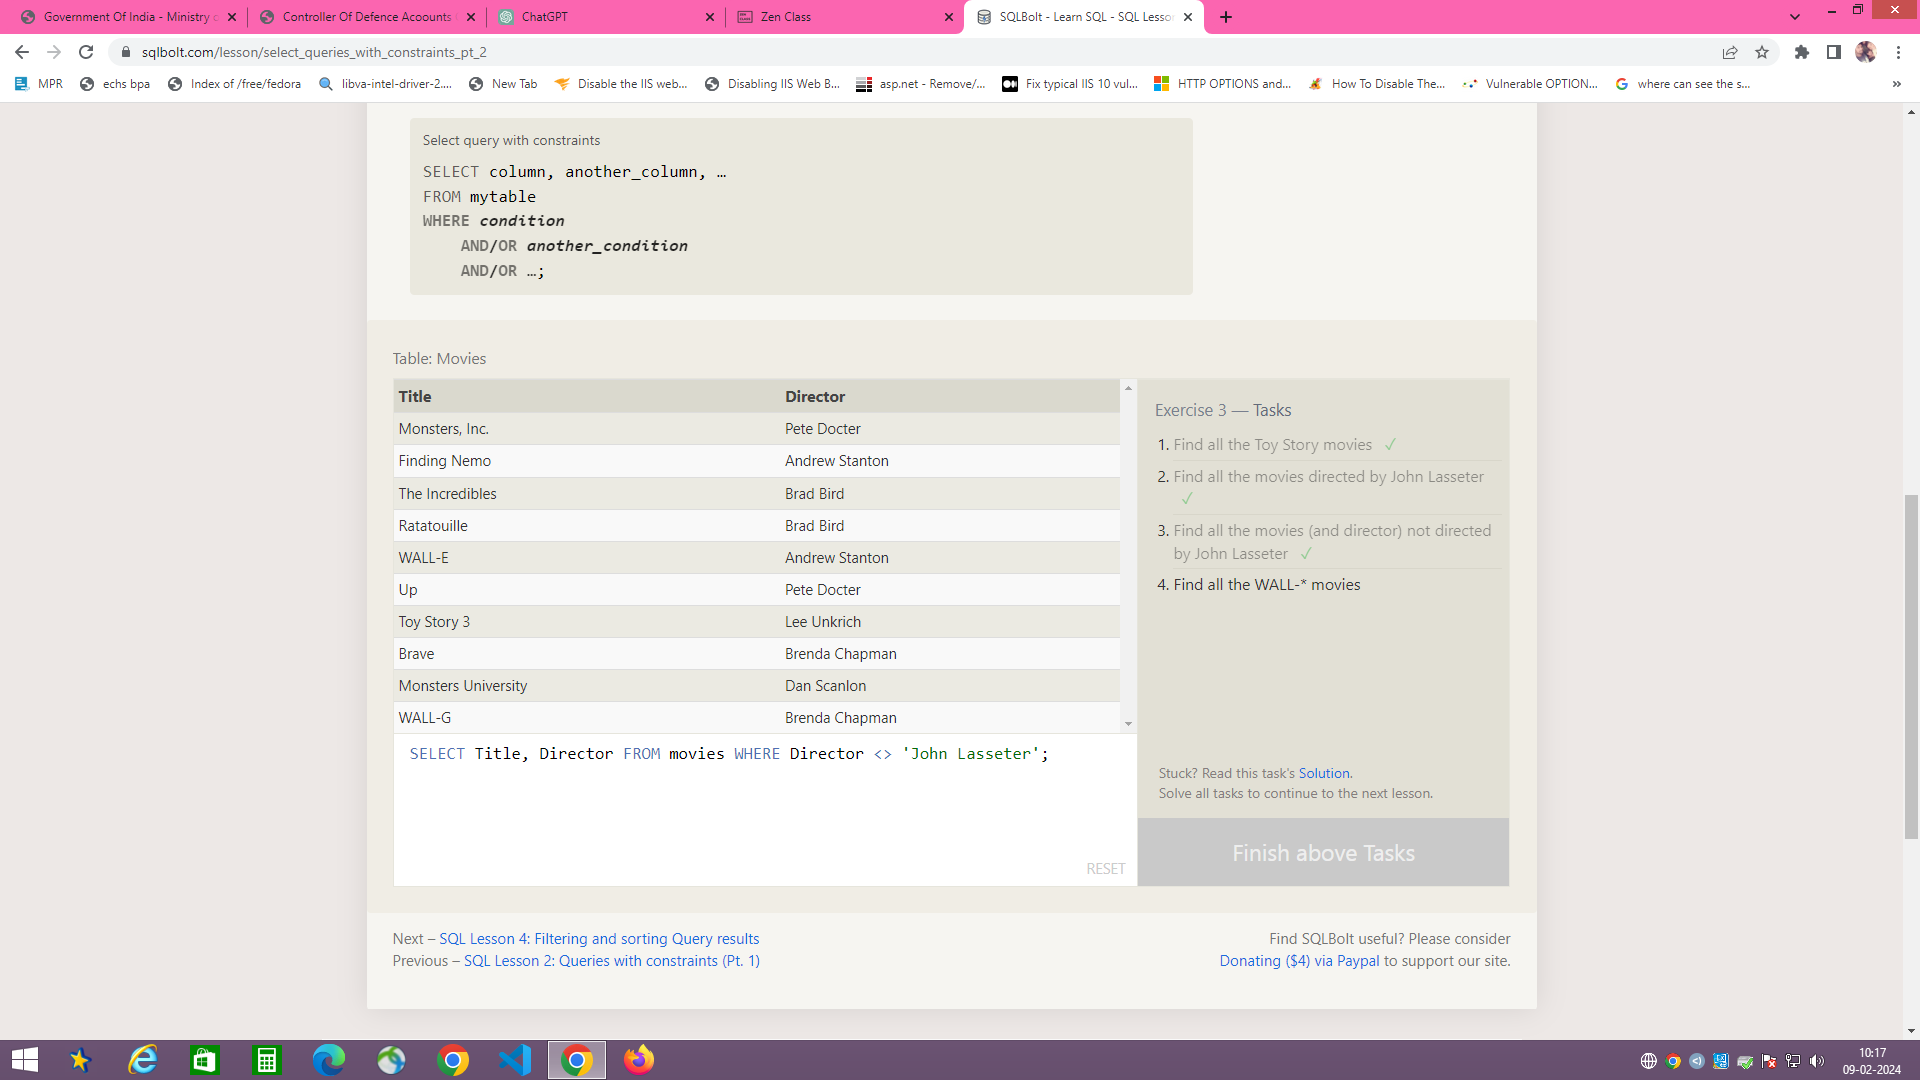 Government Of India - Ministry
Controller Of Defence Acoounts
ChatGPT
Zen Class
SQLBolt - Learn SQL - SQL Lesso
sqlbolt.com/lesson/select_queries_with_constraints_pt_2
MPR
echs bpa
Index of /free/fedora
libva-intel-driver-2....
New Tab
Disable the IIS web...
Disabling IIS Web B...
asp.net - Remove/...
Fix typical IIS 10 vul...
HTTP OPTIONS and...
How To Disable The...
Vulnerable OPTION...
where can see the s...
»
Select query with constraints
SELECT column, another_column, …
FROM mytable
WHERE condition
AND/OR another_condition
AND/OR …;
Table: Movies
Title Director
Monsters, Inc. Pete Docter
Finding Nemo Andrew Stanton
The Incredibles Brad Bird
Ratatouille Brad Bird
WALL-E Andrew Stanton
Up Pete Docter
Toy Story 3 Lee Unkrich
Brave Brenda Chapman
Monsters University Dan Scanlon
WALL-G Brenda Chapman
SELECT Title, Director FROM movies WHERE Director <> 'John Lasseter';
RESET
Exercise 3 — Tasks
1. Find all the Toy Story movies ✓
2. Find all the movies directed by John Lasseter
✓
3. Find all the movies (and director) not directed
by John Lasseter ✓
4. Find all the WALL-* movies
Stuck? Read this task's Solution.
Solve all tasks to continue to the next lesson.
Finish above Tasks
Next – SQL Lesson 4: Filtering and sorting Query results
Previous – SQL Lesson 2: Queries with constraints (Pt. 1)
Find SQLBolt useful? Please consider
Donating ($4) via Paypal to support our site.
10:17
09-02-2024